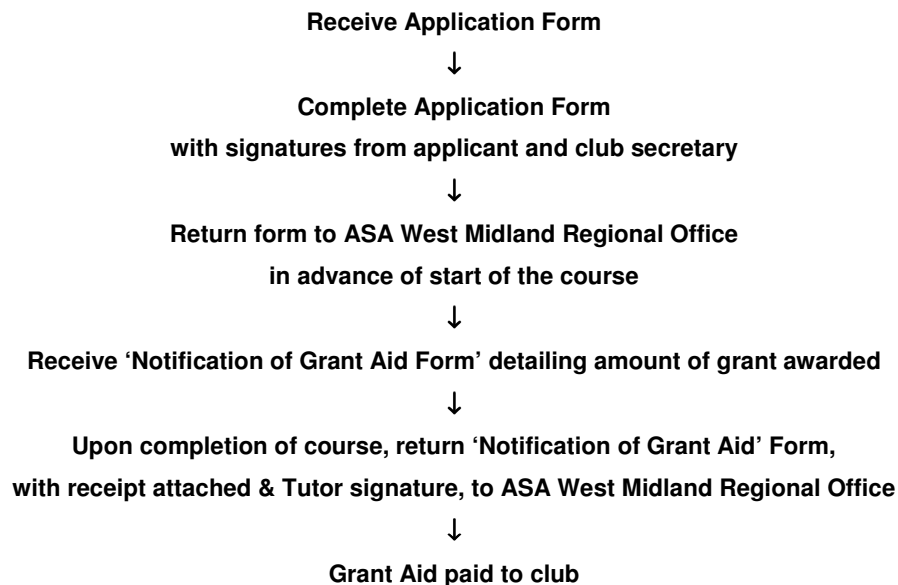 Receive Application Form
↓
Complete Application Form
with signatures from applicant and club secretary
↓
Return form to ASA West Midland Regional Office
in advance of start of the course
↓
Receive ‘Notification of Grant Aid Form’ detailing amount of grant awarded
↓
Upon completion of course, return ‘Notification of Grant Aid’ Form,
with receipt attached & Tutor signature, to ASA West Midland Regional Office
↓
Grant Aid paid to club